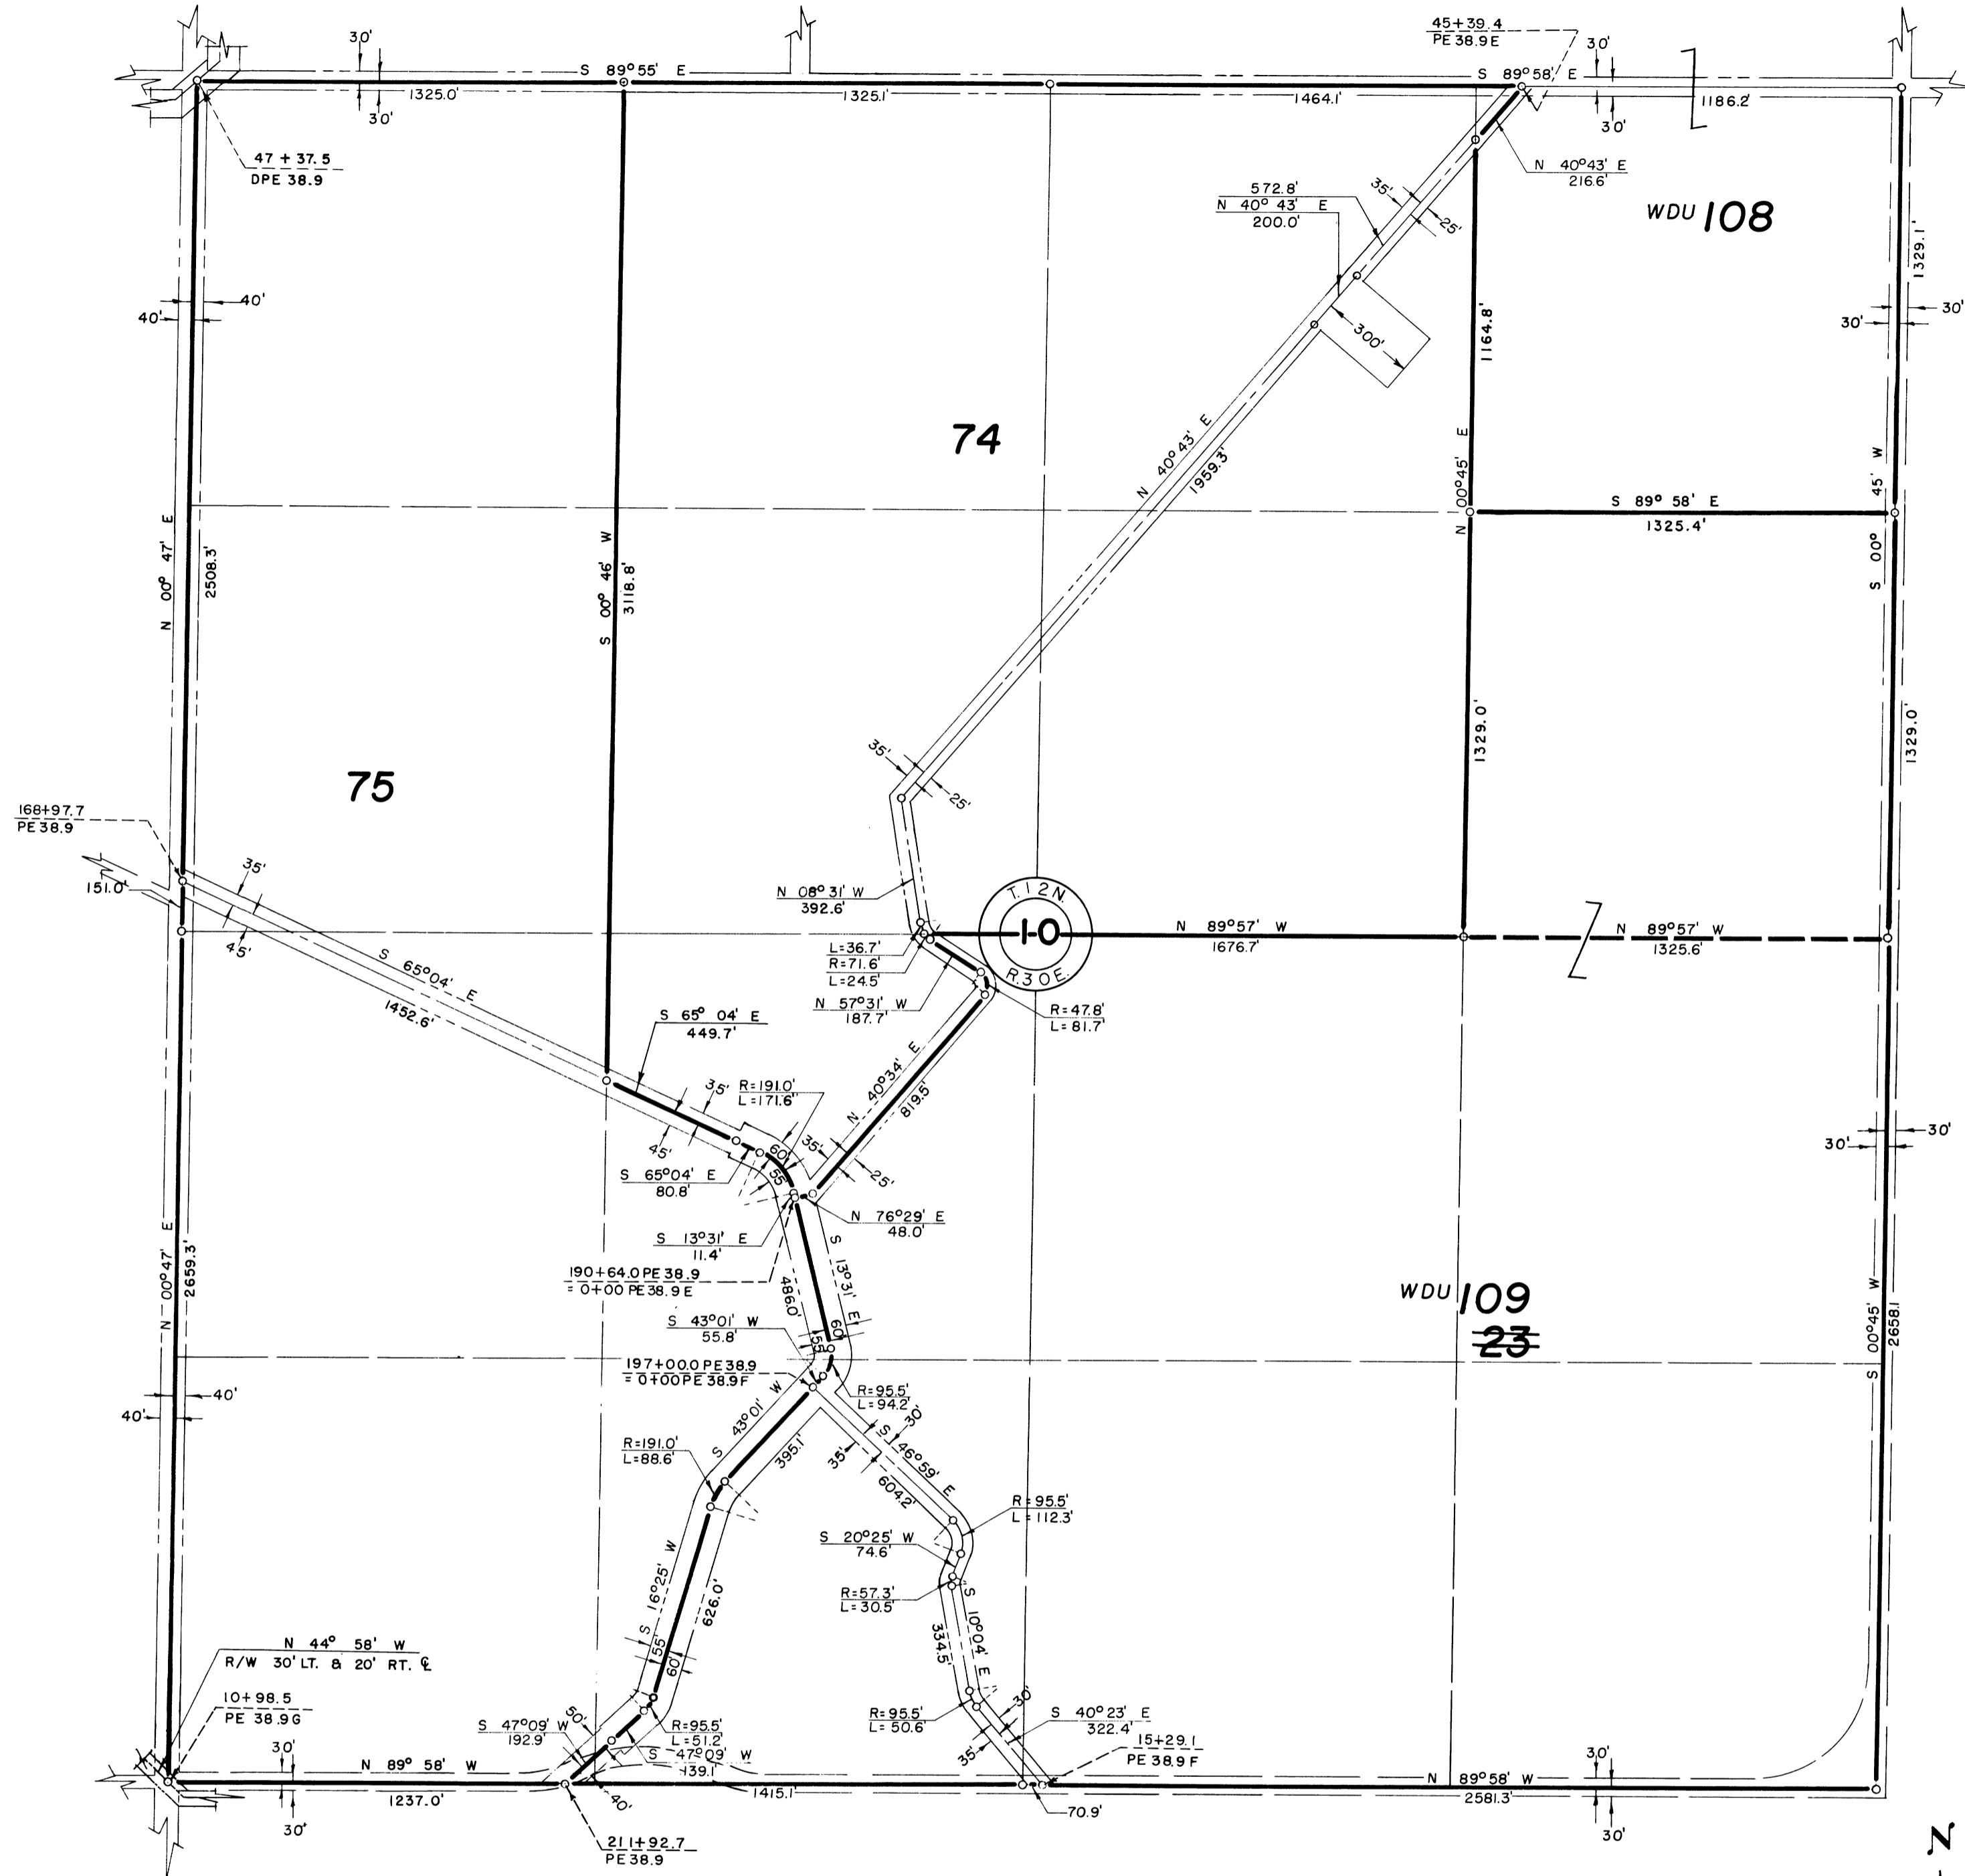 45+39.4
PE 38.9 E
30'
30'
S 89°55' E
S 89°58' E
1325.0'
1325.1'
1464.1'
1186.2'
30'
30'
47 + 37.5
DPE 38.9
N 40°43' E
216.6'
572.8'
N 40° 43' E
200.0'
35'
25'
WDU 108
1329.1'
40'
40'
30'
30'
300'
1164.8'
74
N 40°43' E
1959.3'
N 00°45' E
S 00° 45' W
S 89° 58' E
1325.4'
N 00° 47' E
2508.3'
S 00° 46' W
3118.8'
1329.0'
1329.0'
75
35'
25'
168+97.7
PE 38.9
151.0'
35'
45'
N 08°31' W
392.6'
T. 12 N.
10
R. 30 E.
N 89°57' W
1676.7'
N 89°57' W
1325.6'
L=36.7'
R=71.6'
L=24.5'
S 65°04' E
1452.6'
N 57°31' W
187.7'
R=47.8'
L=81.7'
S 65° 04' E
449.7'
35'
R=191.0'
L=171.6'
N 40°34' E
819.5'
45'
60'
55'
35'
25'
30'
30'
S 65°04' E
80.8'
N 76°29' E
48.0'
S 13°31' E
11.4'
N 00°47' E
2659.3'
190+64.0 PE 38.9
= 0+00 PE 38.9 E
S 13°31' E
486.0'
WDU 109
23
S 00°45' W
2658.1
S 43°01' W
55.8'
60'
55'
197+00.0 PE 38.9
= 0+00 PE 38.9 F
40'
40'
R=95.5'
L=94.2'
S 43°01' W
395.1'
30'
35'
S 46°59' E
604.2'
R=191.0'
L=88.6'
R=95.5'
L=112.3'
S 20°25' W
74.6'
R=57.3'
L=30.5'
S 16°25' W
626.0'
55'
60'
S 10°04' E
334.5'
N 44° 58' W
R/W 30' LT. & 20' RT. ℄
10+98.5
PE 38.9G
50'
S 47°09' W
192.9'
R=95.5'
L=51.2'
S 47°09' W
139.1'
R=95.5'
L=50.6'
30'
35'
S 40°23' E
322.4'
15+29.1
PE 38.9 F
30'
N 89° 58' W
1237.0'
30'
40'
1415.1'
70.9'
N 89°58' W
2581.3'
30'
30'
211+92.7
PE 38.9
N